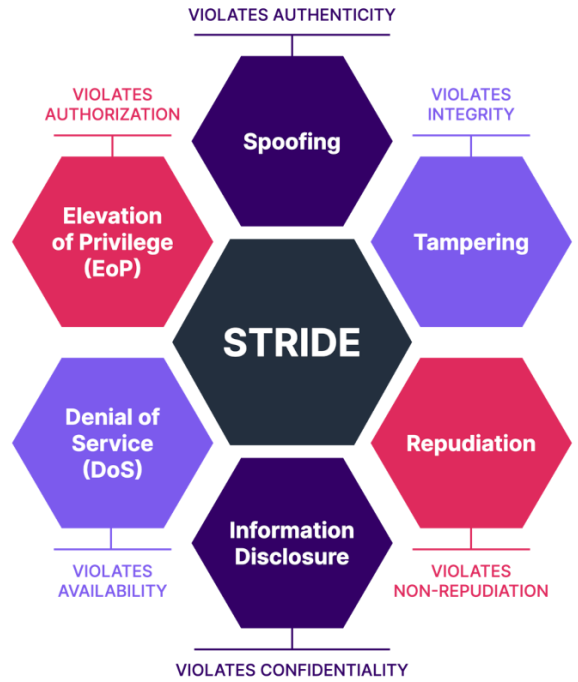 VIOLATES AUTHENTICITY
Spoofing
VIOLATES
INTEGRITY
Tampering
Repudiation
VIOLATES
NON-REPUDIATION
Information
Disclosure
VIOLATES CONFIDENTIALITY
Denial of
Service
(DoS)
VIOLATES
AVAILABILITY
VIOLATES
AUTHORIZATION
Elevation
of Privilege
(EoP)
STRIDE